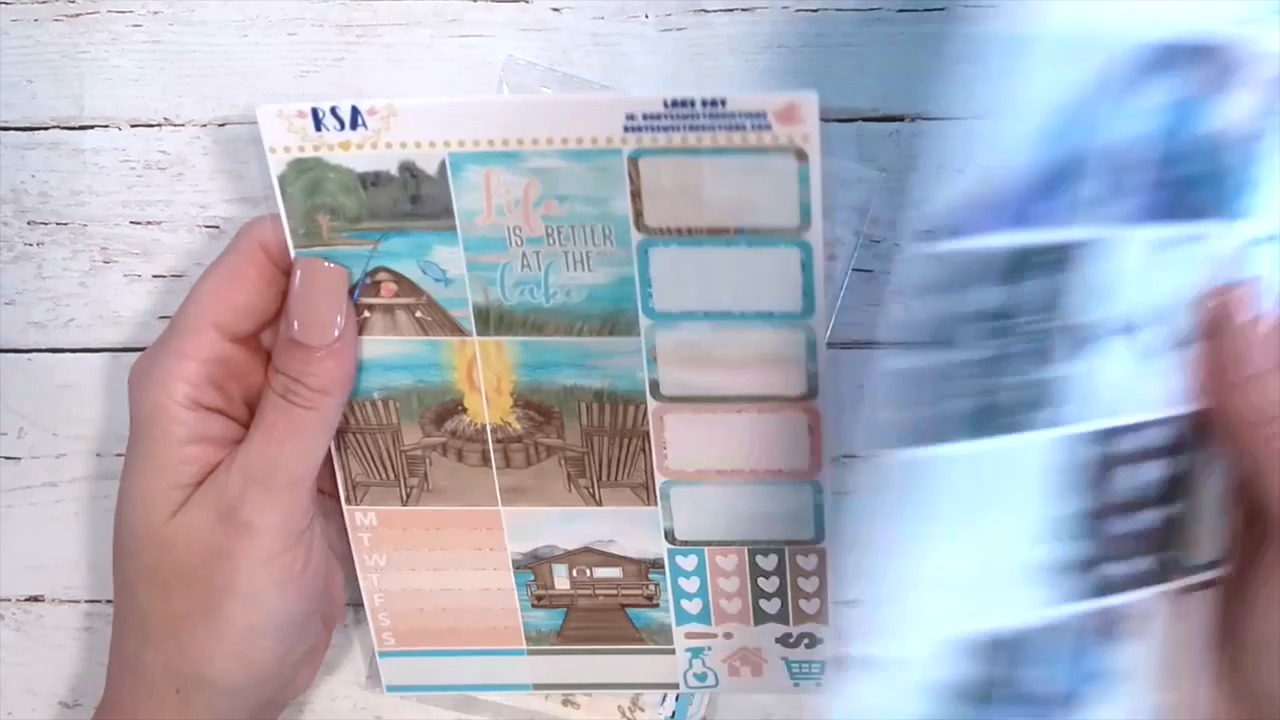 RSA
LAKE DAY
Life
IS BETTER
AT THE
lake
M
T
W
T
F
S
S
$